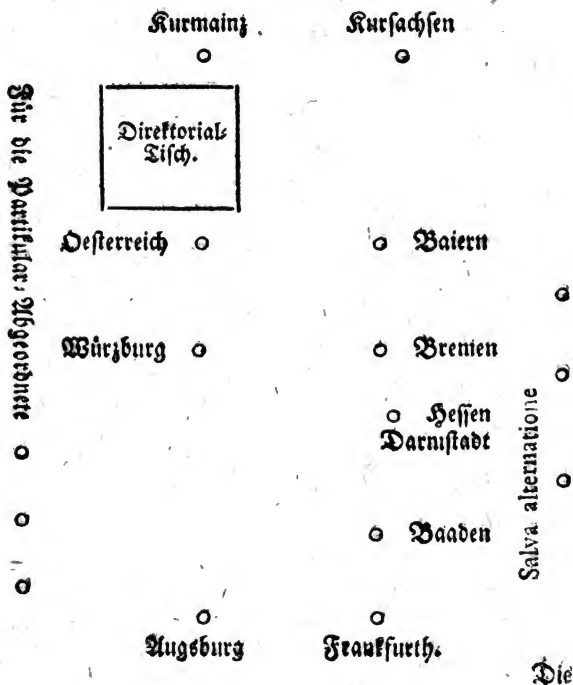 Kurmainz
Kursachsen
Für die Partikular-Abgeordnete
Direktorial-
Tisch.
Oesterreich
Baiern
Würzburg
Bremen
Hessen
Darmstadt
Salva alternatione
Baaden
Augsburg
Frankfurth.
Die